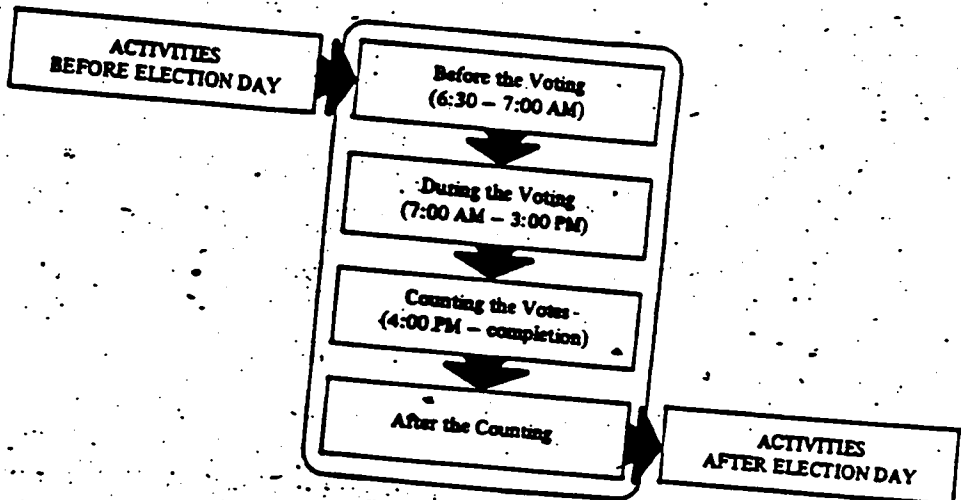 ACTIVITIES
BEFORE ELECTION DAY
Before the Voting
(6:30 – 7:00 AM)
During the Voting
(7:00 AM – 3:00 PM)
Counting the Votes -
(4:00 PM – completion)
After the Counting
ACTIVITIES
AFTER ELECTION DAY